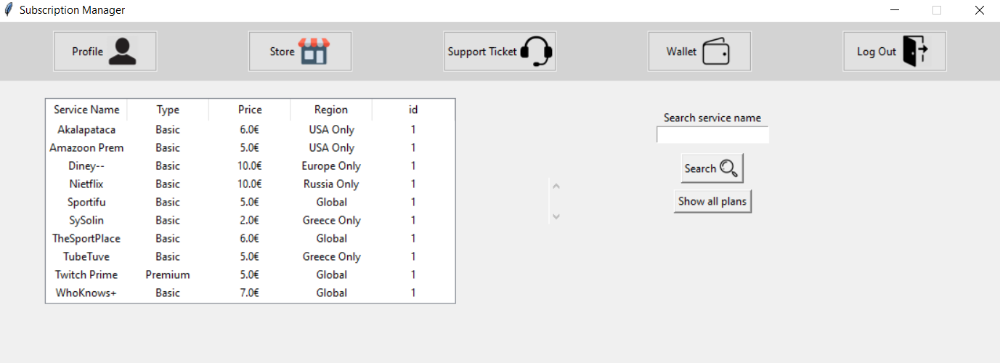 Subscription Manager
Profile Store Support Ticket Wallet Log Out
Service Name Type Price Region id
Akalapataca Basic 6.0€ USA Only 1
Amazoon Prem Basic 5.0€ USA Only 1
Diney-- Basic 10.0€ Europe Only 1
Nietflix Basic 10.0€ Russia Only 1
Sportifu Basic 5.0€ Global 1
SySolin Basic 2.0€ Greece Only 1
TheSportPlace Basic 6.0€ Global 1
TubeTuve Basic 5.0€ Greece Only 1
Twitch Prime Premium 5.0€ Global 1
WhoKnows+ Basic 7.0€ Global 1
Search service name
Search
Show all plans